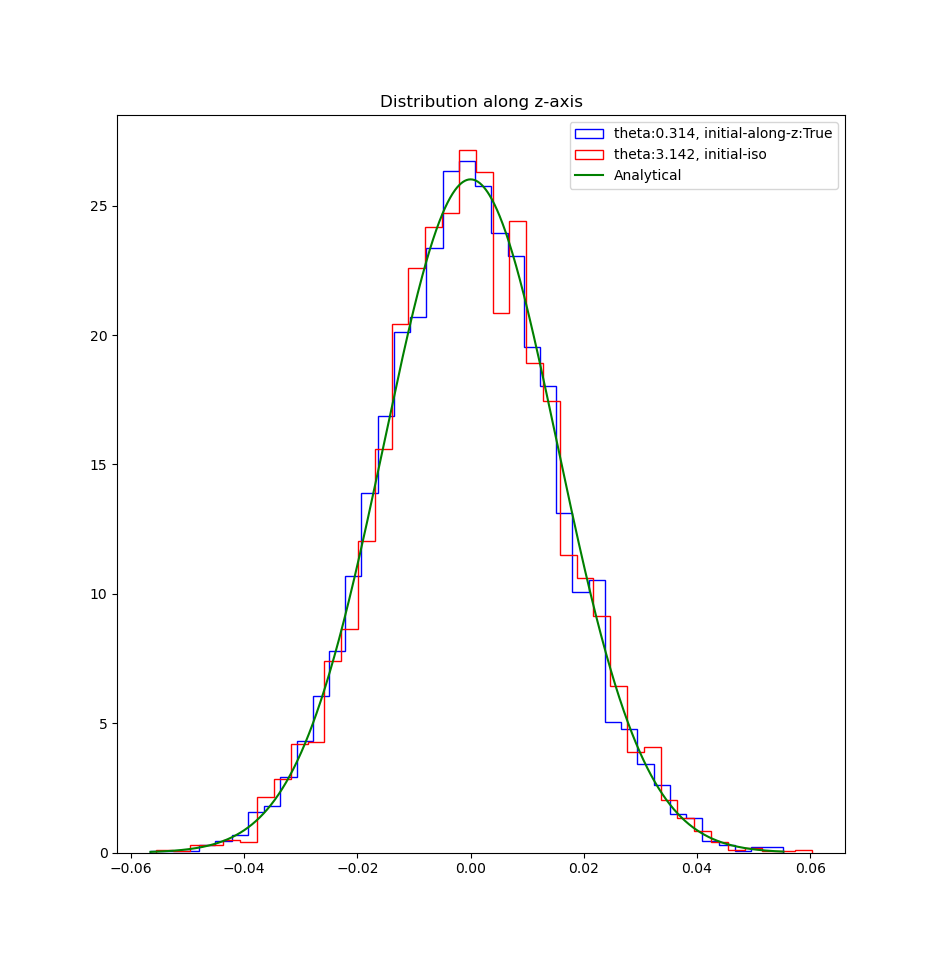 Distribution along z-axis
theta:0.314, initial-along-z:True
theta:3.142, initial-iso
Analytical
25
20
15
10
5
0
−0.06 −0.04 −0.02 0.00 0.02 0.04 0.06